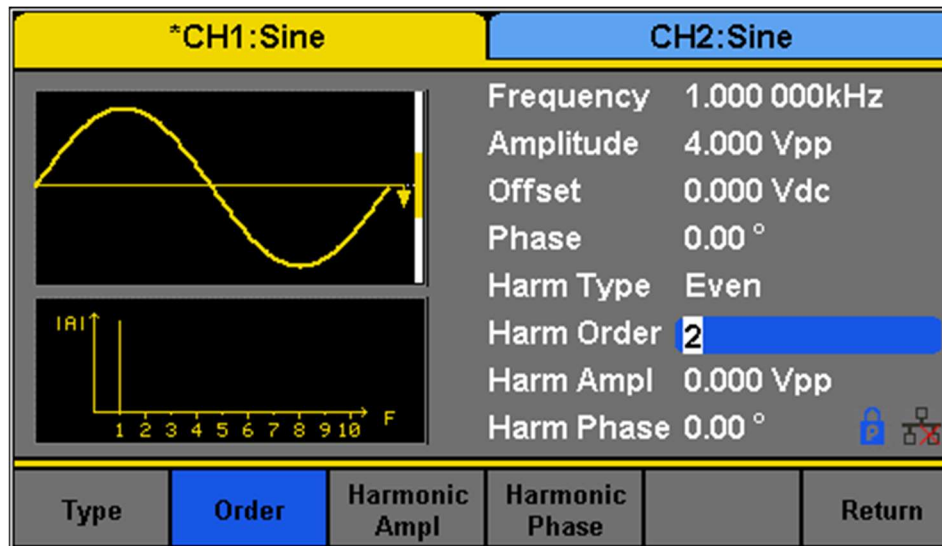 *CH1:Sine
CH2:Sine
Frequency 1.000 000kHz
Amplitude 4.000 Vpp
Offset 0.000 Vdc
Phase 0.00 °
Harm Type Even
Harm Order 2
Harm Ampl 0.000 Vpp
Harm Phase 0.00 °
P
|A|
1 2 3 4 5 6 7 8 9 10 F
Type
Order
Harmonic
Ampl
Harmonic
Phase
Return